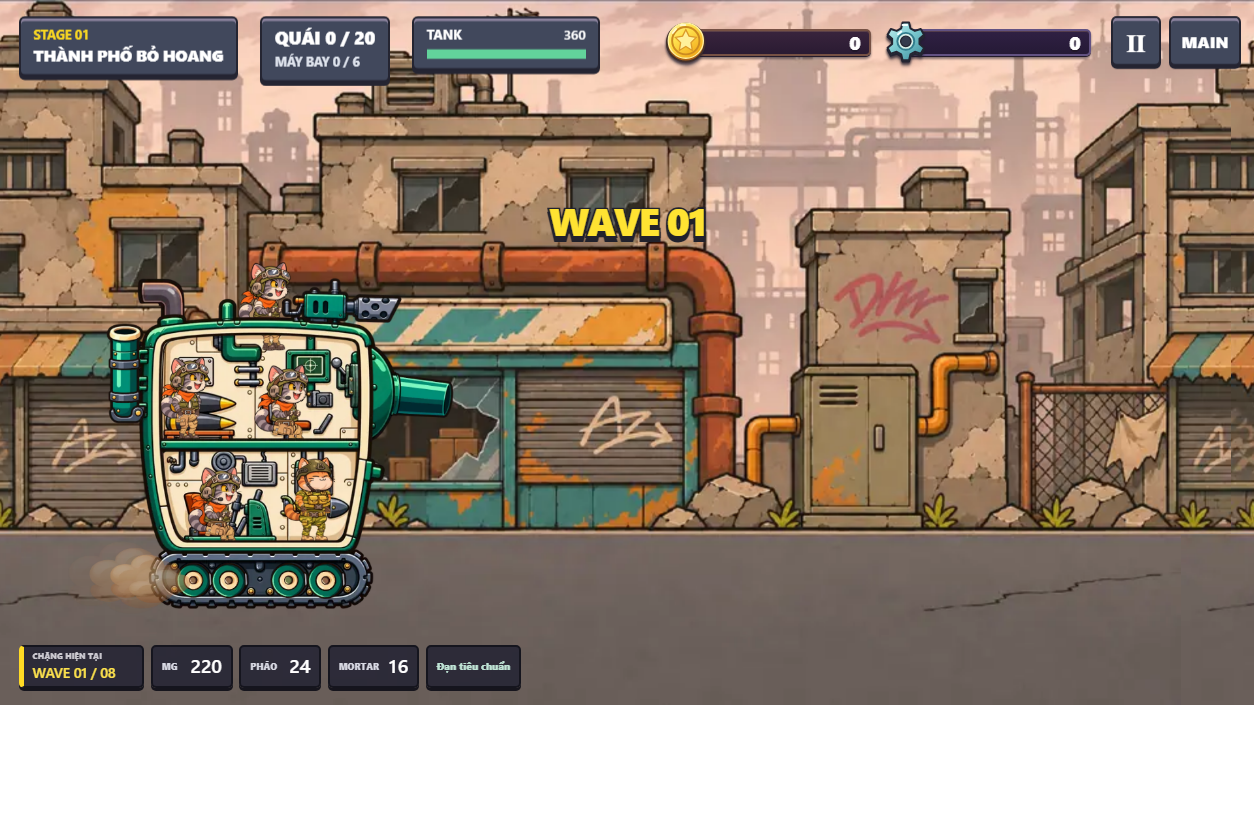 STAGE 01
THÀNH PHỐ BỎ HOANG
QUÁI 0 / 20
MÁY BAY 0 / 6
TANK 360
0
0
II
MAIN
WAVE 01
CHẶNG HIỆN TẠI
WAVE 01 / 08
MG 220
PHÁO 24
MORTAR 16
Đạn tiêu chuẩn